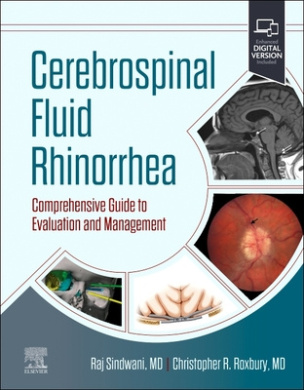 Enhanced
DIGITAL
VERSION
Included
Cerebrospinal
Fluid
Rhinorrhea
Comprehensive Guide to
Evaluation and Management
ELSEVIER
Raj Sindwani, MD | Christopher R. Roxbury, MD